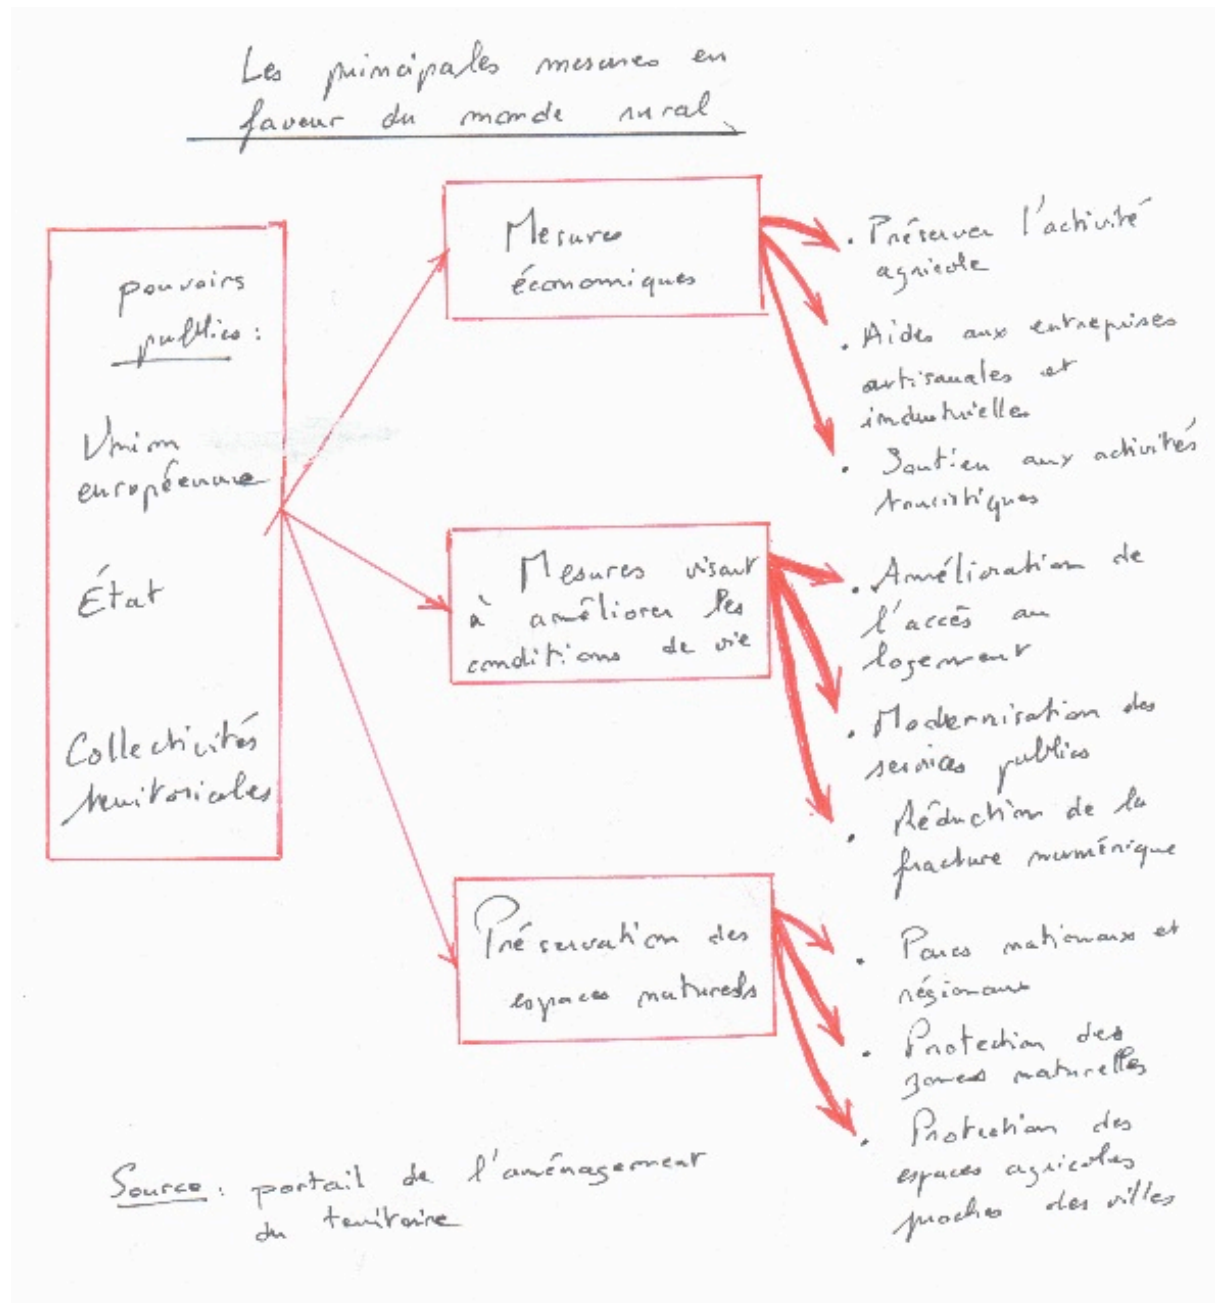 Les principales mesures en
faveur du monde rural
pouvoirs
publics :
Union
européenne
État
Collectivités
territoriales
Mesures
économiques
• Préserver l'activité
agricole
• Aides aux entreprises
artisanales et
industrielles
• Soutien aux activités
touristiques
Mesures visant
à améliorer les
conditions de vie
• Amélioration de
l'accès au
logement
• Modernisation des
services publics
• Réduction de la
fracture numérique
Préservation des
espaces naturels
• Parcs nationaux et
régionaux
• Protection des
zones naturelles
• Protection des
espaces agricoles
proches des villes
Source : portail de l'aménagement
du territoire